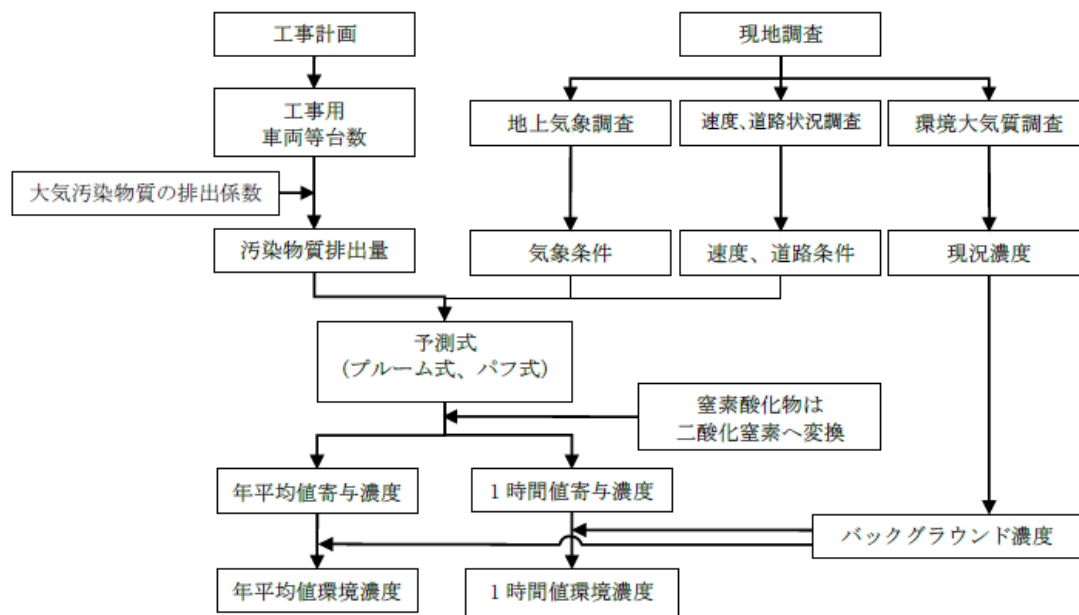 工事計画
現地調査
工事用
車両等台数
地上気象調査
速度、道路状況調査
環境大気質調査
大気汚染物質の排出係数
汚染物質排出量
気象条件
速度、道路条件
現況濃度
予測式
(プルーム式、パフ式)
窒素酸化物は
二酸化窒素へ変換
年平均値寄与濃度
1時間値寄与濃度
バックグラウンド濃度
年平均値環境濃度
1時間値環境濃度